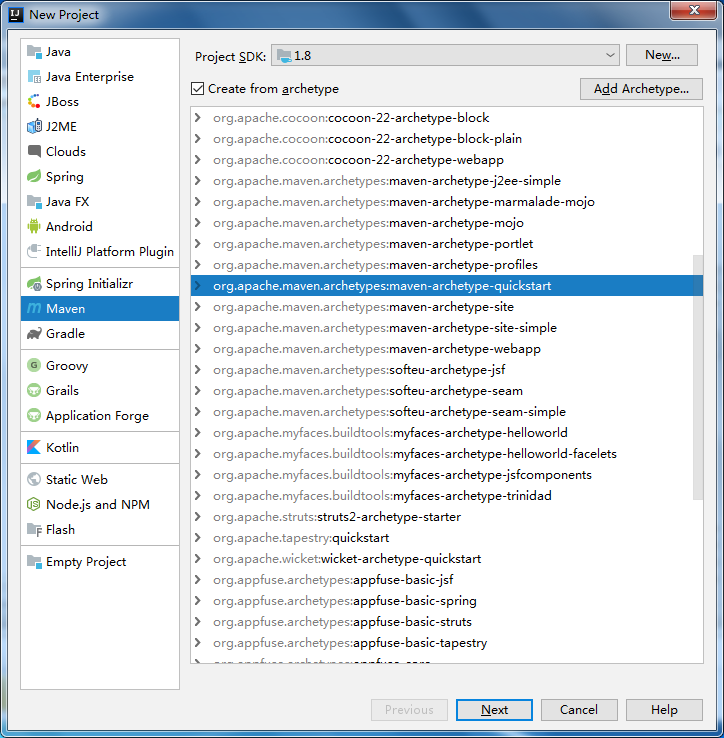 New Project
Java
Java Enterprise
JBoss
J2ME
Clouds
Spring
Java FX
Android
IntelliJ Platform Plugin
Spring Initializr
Maven
Gradle
Groovy
Grails
Application Forge
Kotlin
Static Web
Node.js and NPM
Flash
Empty Project
Project SDK: 1.8 New...
Create from archetype Add Archetype...
org.apache.cocoon:cocoon-22-archetype-block
org.apache.cocoon:cocoon-22-archetype-block-plain
org.apache.cocoon:cocoon-22-archetype-webapp
org.apache.maven.archetypes:maven-archetype-j2ee-simple
org.apache.maven.archetypes:maven-archetype-marmalade-mojo
org.apache.maven.archetypes:maven-archetype-mojo
org.apache.maven.archetypes:maven-archetype-portlet
org.apache.maven.archetypes:maven-archetype-profiles
org.apache.maven.archetypes:maven-archetype-quickstart
org.apache.maven.archetypes:maven-archetype-site
org.apache.maven.archetypes:maven-archetype-site-simple
org.apache.maven.archetypes:maven-archetype-webapp
org.apache.maven.archetypes:softeu-archetype-jsf
org.apache.maven.archetypes:softeu-archetype-seam
org.apache.maven.archetypes:softeu-archetype-seam-simple
org.apache.myfaces.buildtools:myfaces-archetype-helloworld
org.apache.myfaces.buildtools:myfaces-archetype-helloworld-facelets
org.apache.myfaces.buildtools:myfaces-archetype-jsfcomponents
org.apache.myfaces.buildtools:myfaces-archetype-trinidad
org.apache.struts:struts2-archetype-starter
org.apache.tapestry:quickstart
org.apache.wicket:wicket-archetype-quickstart
org.appfuse.archetypes:appfuse-basic-jsf
org.appfuse.archetypes:appfuse-basic-spring
org.appfuse.archetypes:appfuse-basic-struts
org.appfuse.archetypes:appfuse-basic-tapestry
org.appfuse.archetypes:appfuse-core
Previous Next Cancel Help